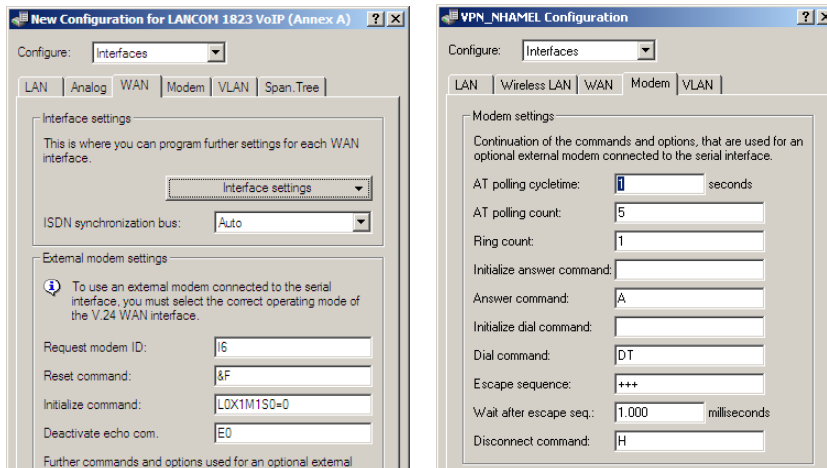 New Configuration for LANCOM 1823 VoIP (Annex A)
Configure: Interfaces
LAN Analog WAN Modem VLAN Span.Tree
Interface settings
This is where you can program further settings for each WAN
interface.
Interface settings
ISDN synchronization bus: Auto
External modem settings
To use an external modem connected to the serial
interface, you must select the correct operating mode of
the V.24 WAN interface.
Request modem ID: I6
Reset command: &F
Initialize command: L0X1M1S0=0
Deactivate echo com. E0
Further commands and options used for an optional external
VPN_NHAMEL Configuration
Configure: Interfaces
LAN Wireless LAN WAN Modem VLAN
Modem settings
Continuation of the commands and options, that are used for an
optional external modem connected to the serial interface.
AT polling cycletime: 1 seconds
AT polling count: 5
Ring count: 1
Initialize answer command:
Answer command: A
Initialize dial command:
Dial command: DT
Escape sequence: +++
Wait after escape seq.: 1.000 milliseconds
Disconnect command: H